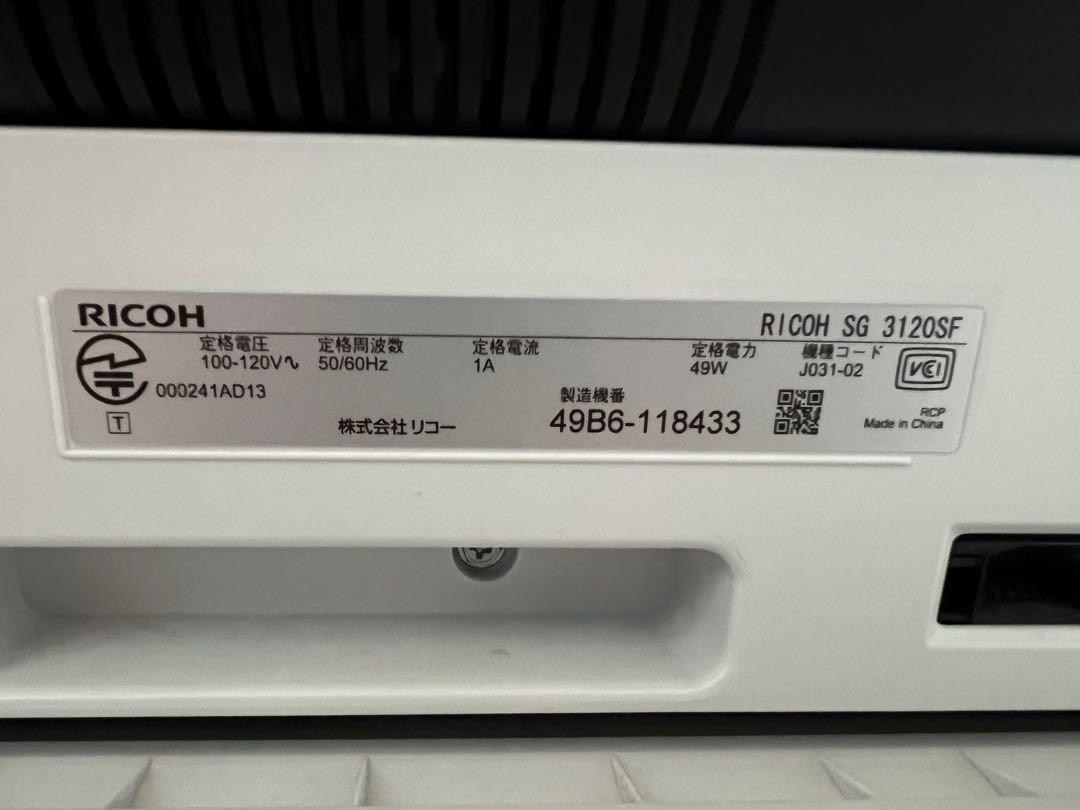 RICOH
RICOH SG 3120SF
定格電圧 定格周波数 定格電流 定格電力 機種コード
100-120V～ 50/60Hz 1A 49W J031-02
VCI
000241AD13
製造機番
T
株式会社リコー 49B6-118433
RCP
Made in China